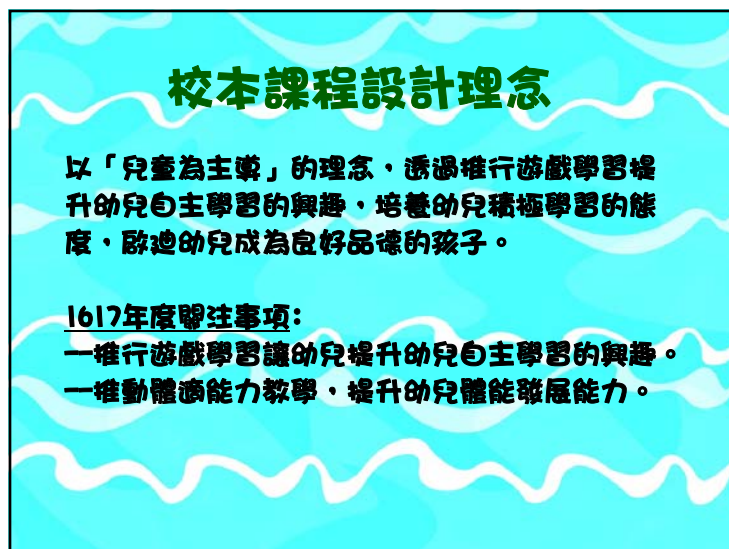 校本課程設計理念
以「兒童為主導」的理念，透過推行遊戲學習提
升幼兒自主學習的興趣，培養幼兒積極學習的態
度，啟廸幼兒成為良好品德的孩子。
1617年度關注事項：
—推行遊戲學習讓幼兒提升幼兒自主學習的興趣。
—推動體適能力教學，提升幼兒體能發展能力。